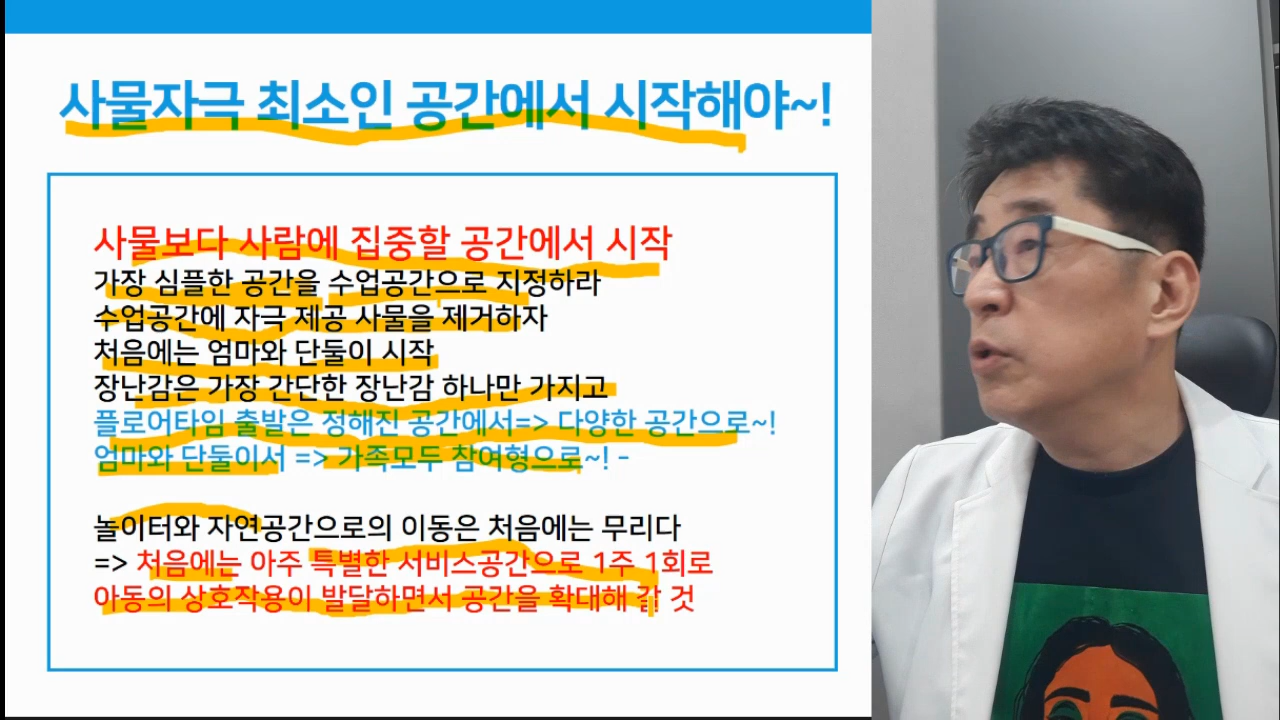 사물자극 최소인 공간에서 시작해야~!
사물보다 사람에 집중할 공간에서 시작
가장 심플한 공간을 수업공간으로 지정하라
수업공간에 자극 제공 사물을 제거하자
처음에는 엄마와 단둘이 시작
장난감은 가장 간단한 장난감 하나만 가지고
플로어타임 출발은 정해진 공간에서=> 다양한 공간으로~!
엄마와 단둘이서 => 가족모두 참여형으로~! -
놀이터와 자연공간으로의 이동은 처음에는 무리다
=> 처음에는 아주 특별한 서비스공간으로 1주 1회로
아동의 상호작용이 발달하면서 공간을 확대해 갈 것